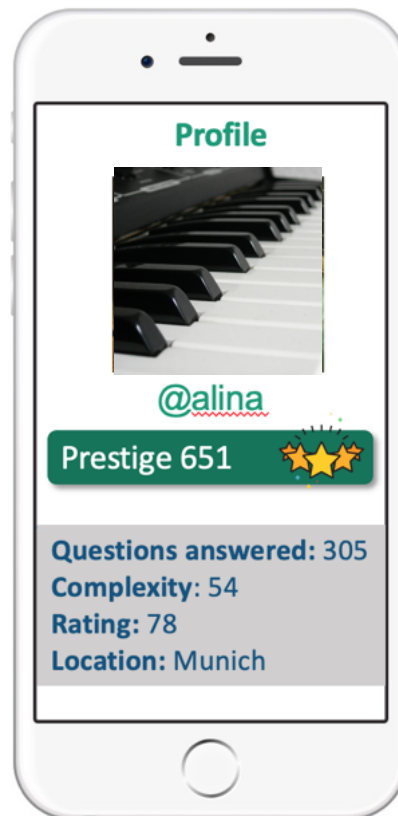 Profile
@alina
Prestige 651
Questions answered: 305
Complexity: 54
Rating: 78
Location: Munich